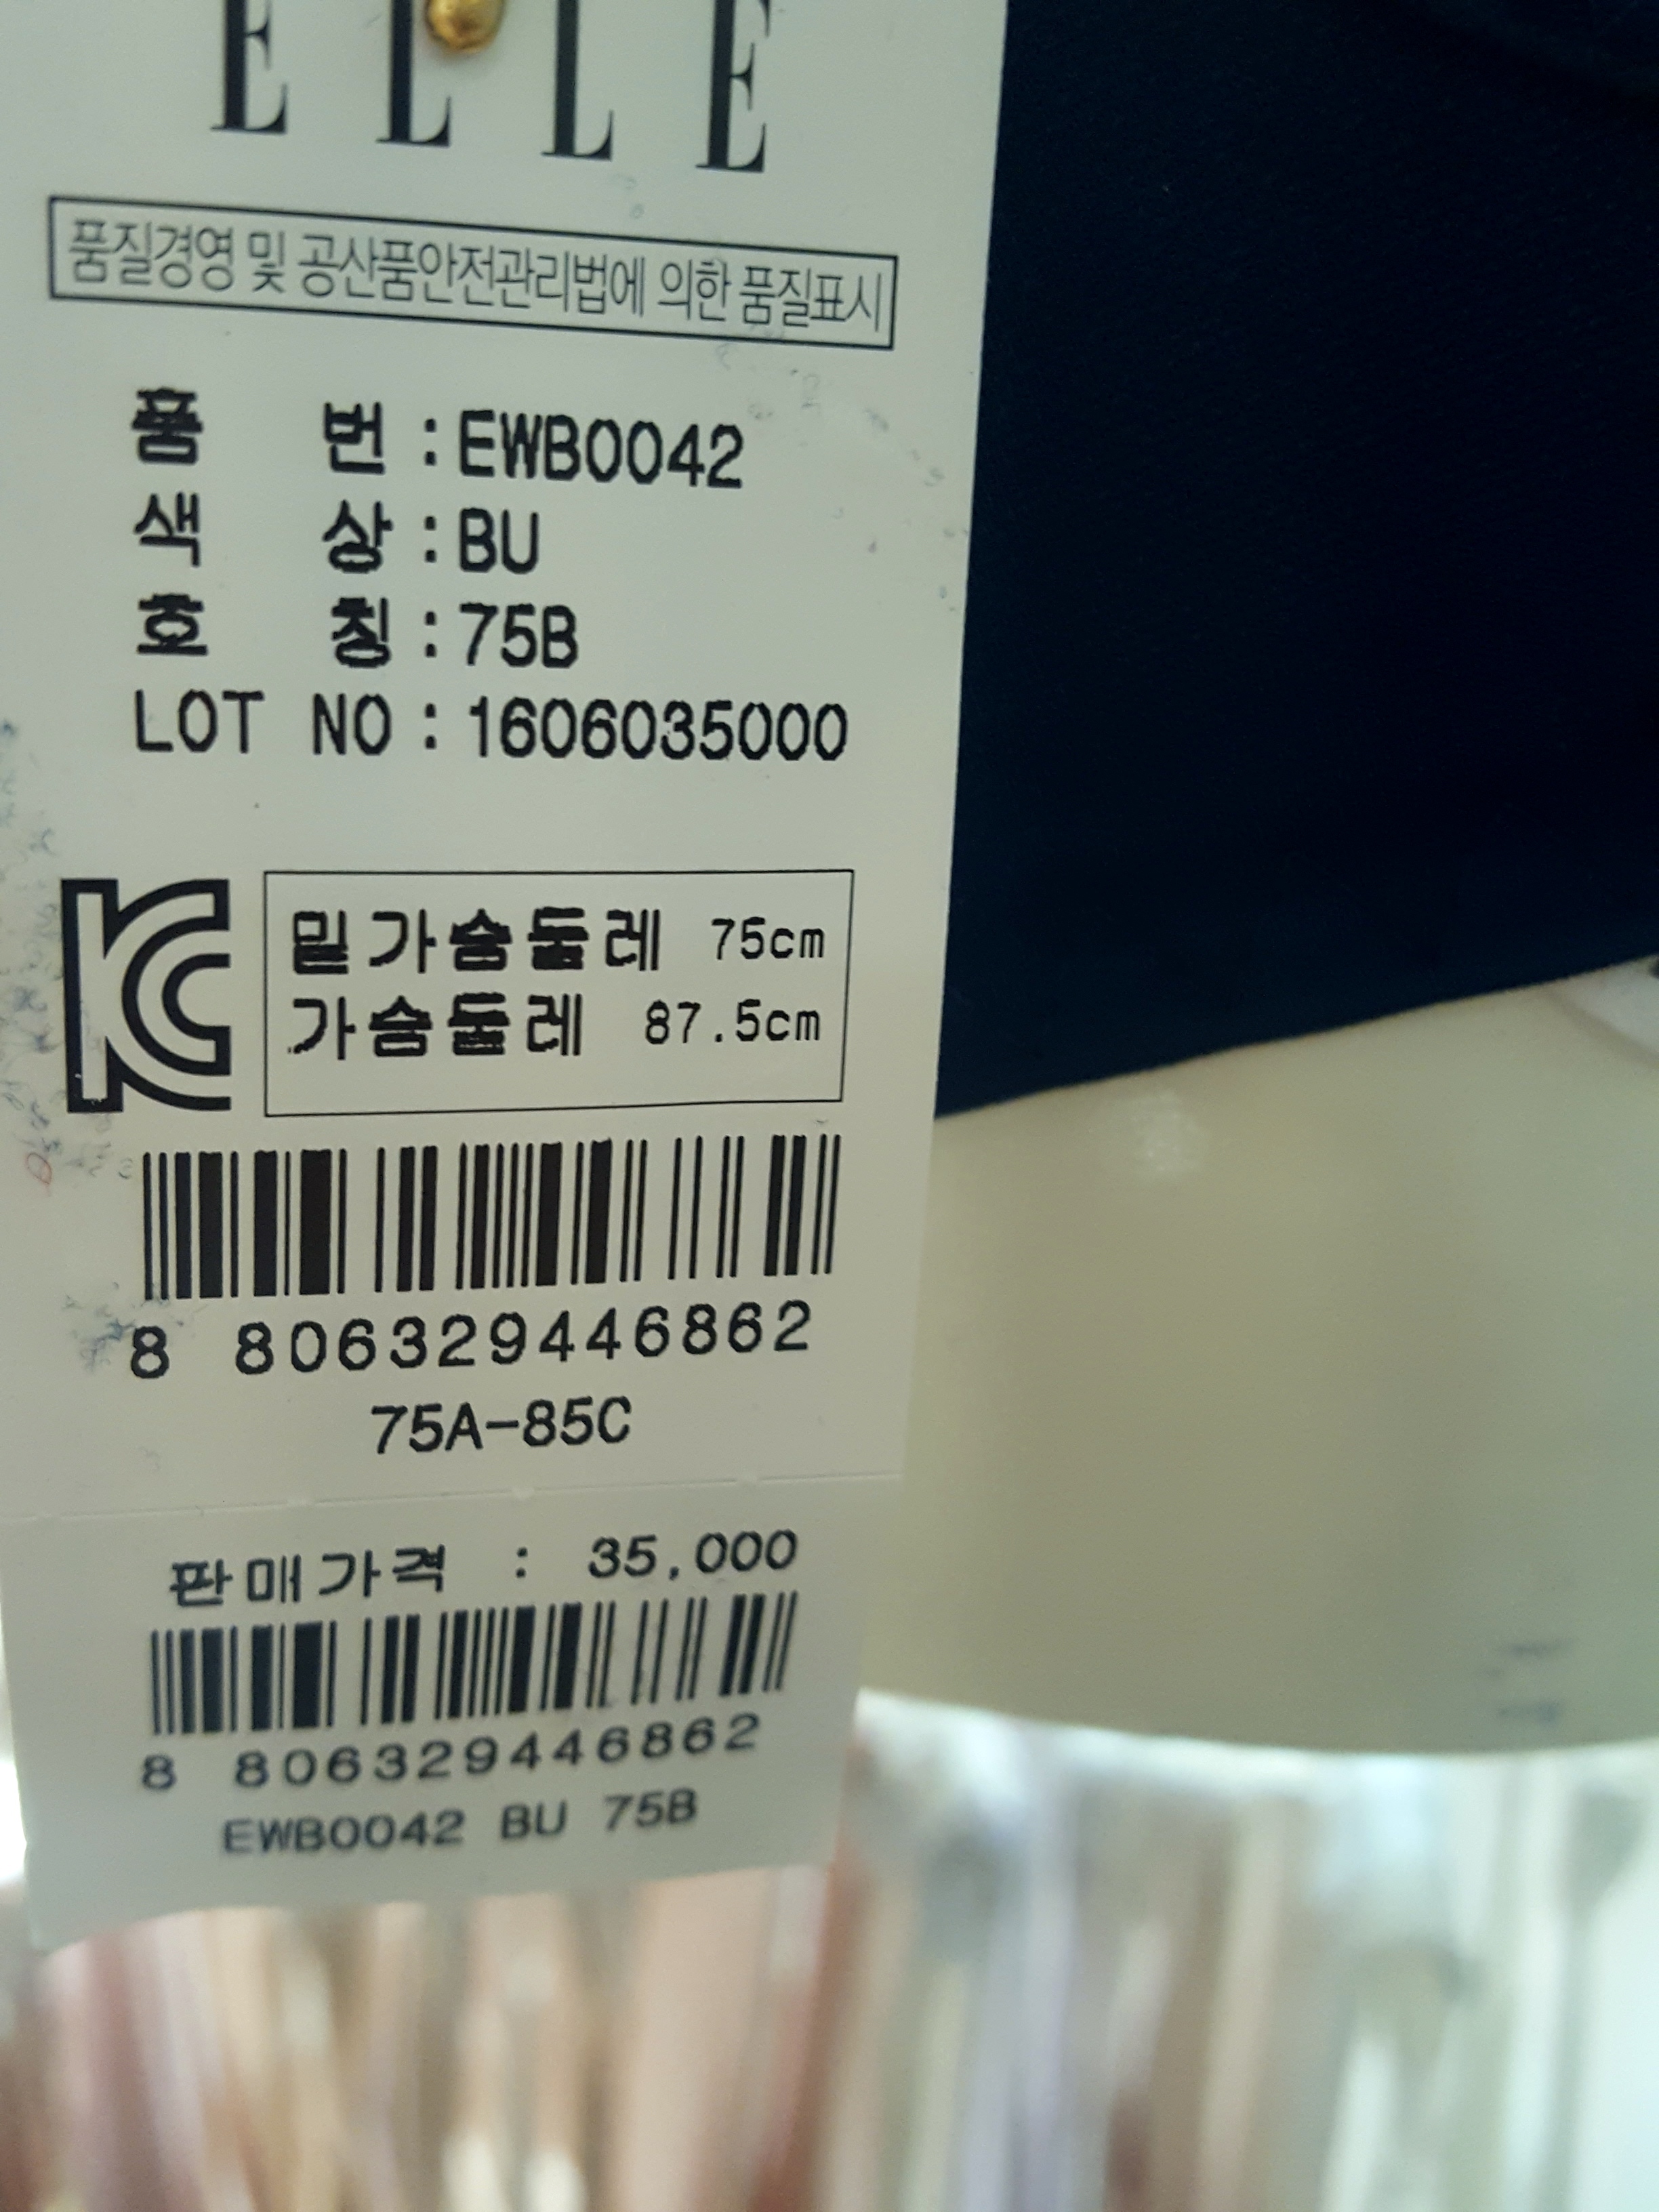 ELLE
품질경영 및 공산품안전관리법에 의한 품질표시
품 번 : EWB0042
색 상 : BU
호 칭 : 75B
LOT NO : 1606035000
KC
밑가슴둘레 75cm
가슴둘레 87.5cm
8 806329446862
75A-85C
판매가격 : 35,000
8 806329446862
EWB0042 BU 75B